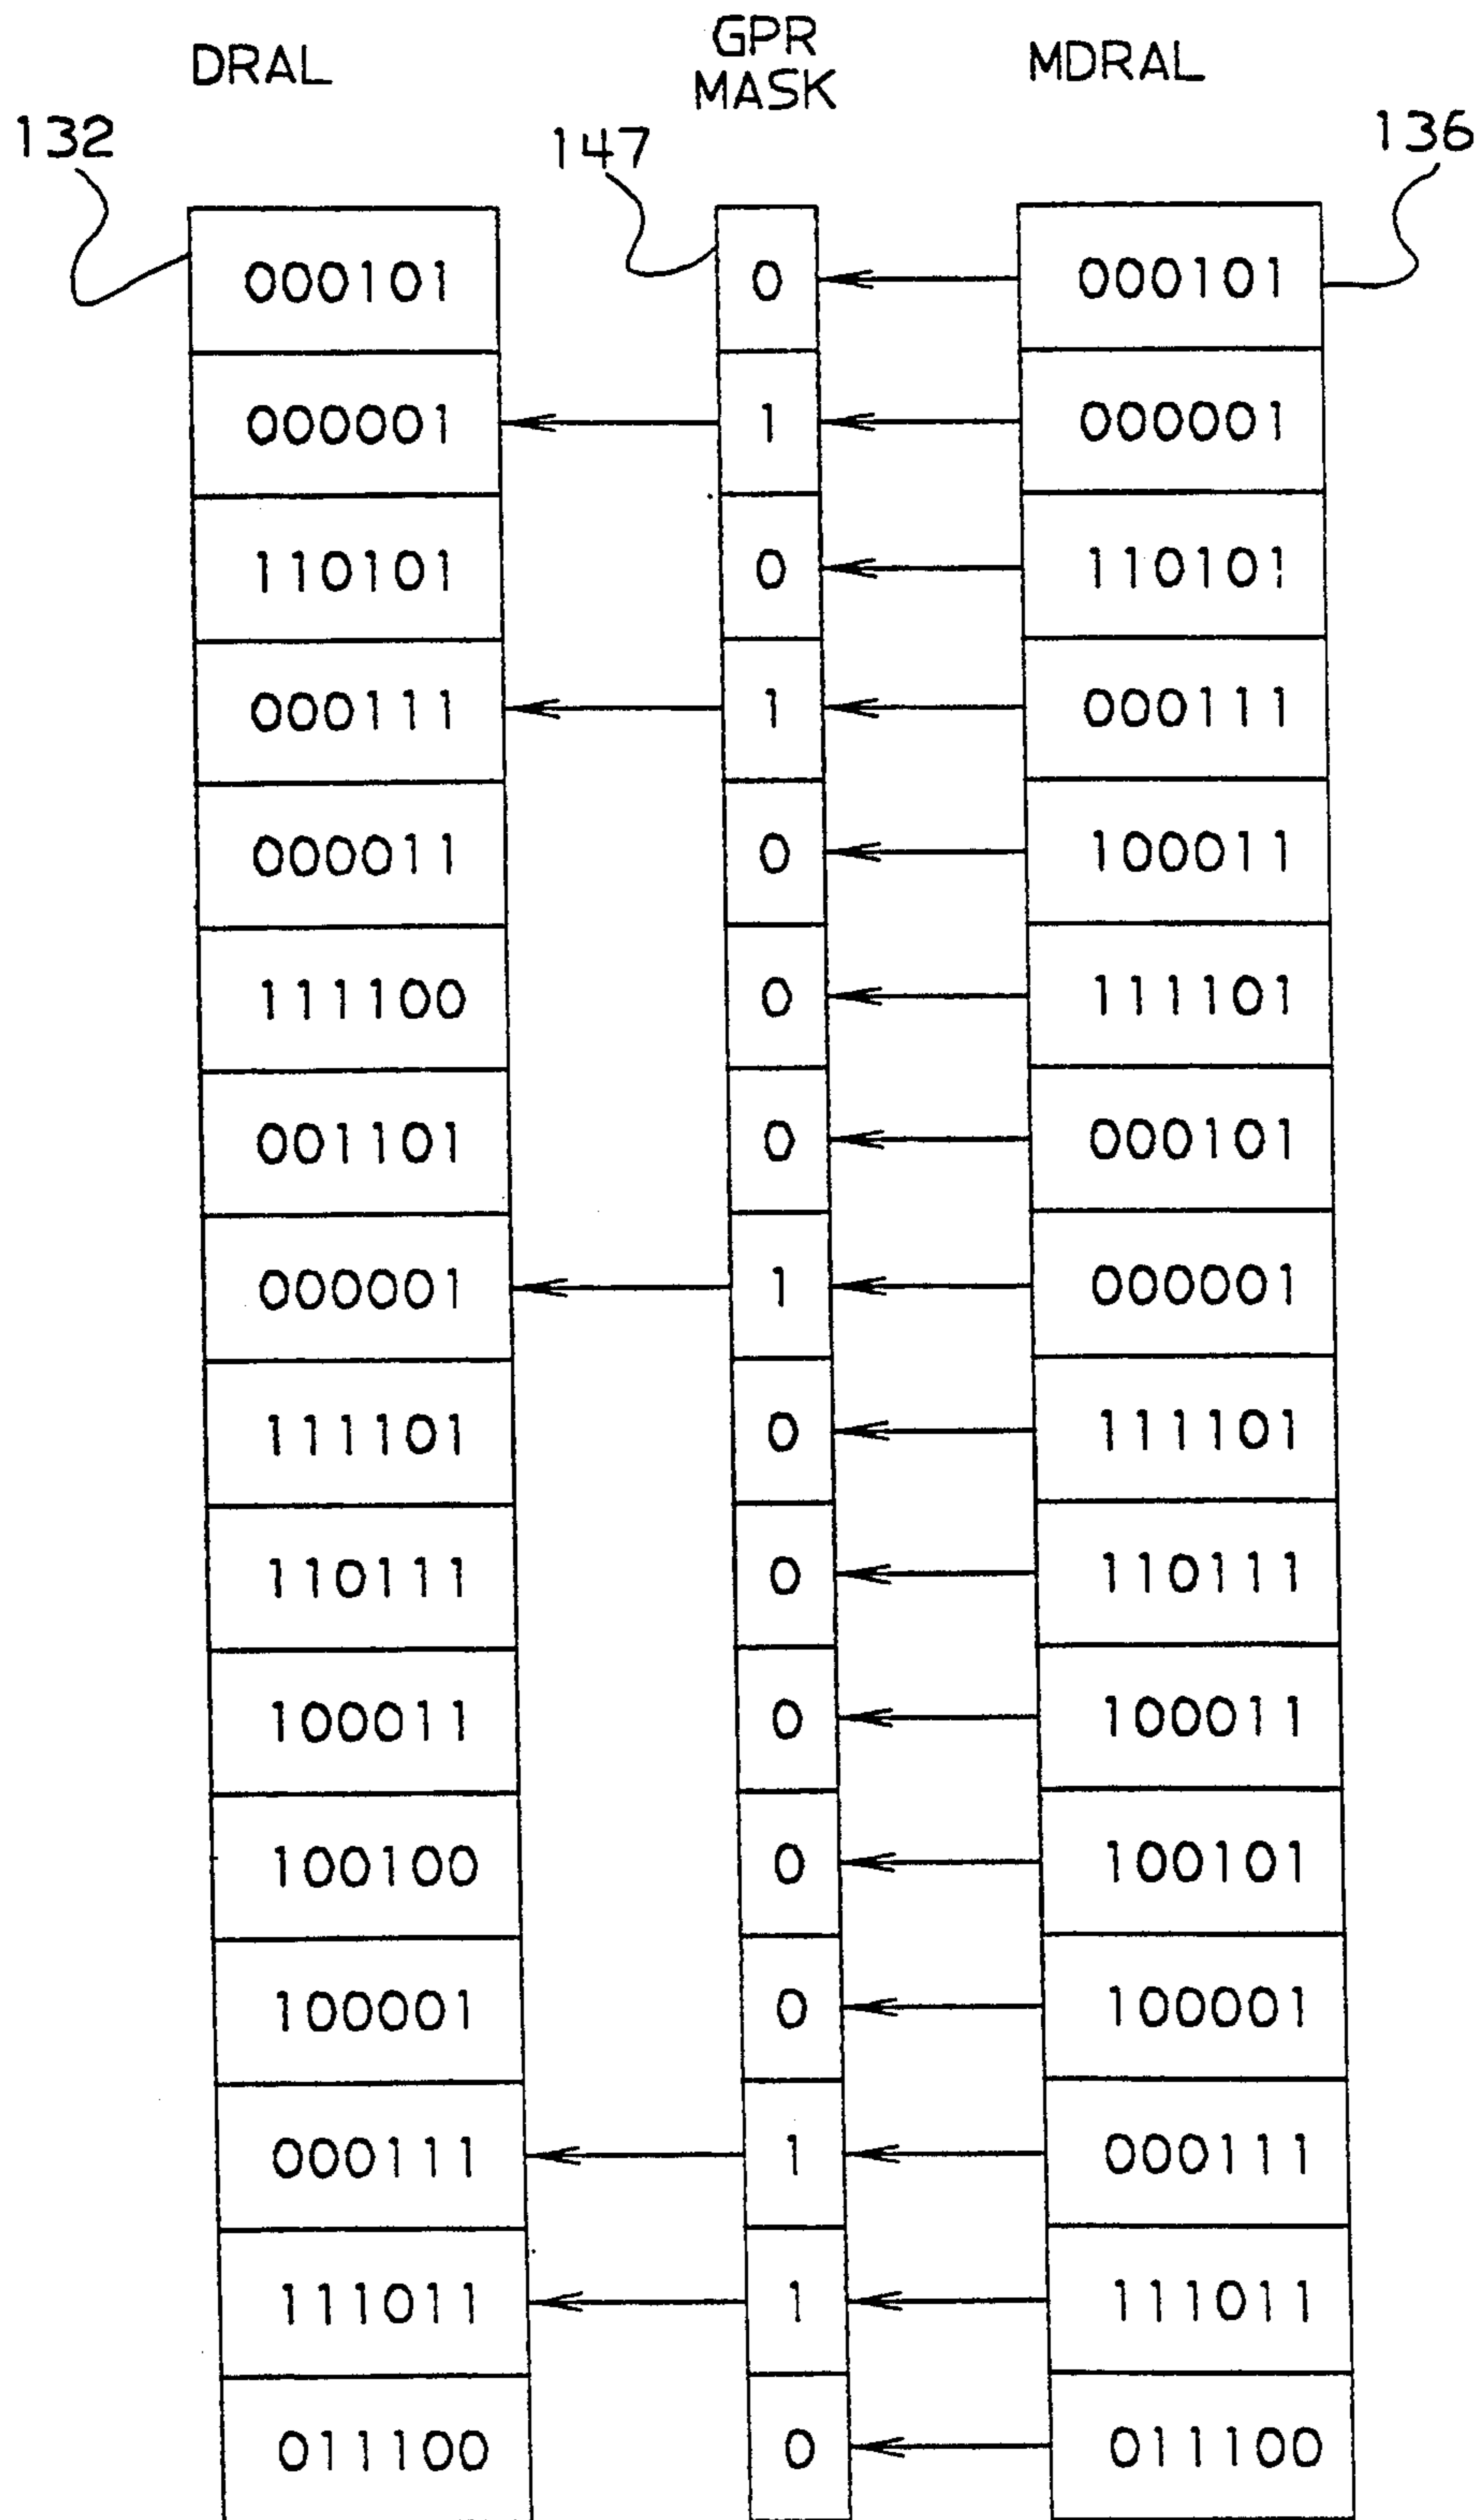 DRAL GPR MASK MDRAL
132 147 136
000101 0 000101
000001 1 000001
110101 0 110101
000111 1 000111
000011 0 100011
111100 0 111101
001101 0 000101
000001 1 000001
111101 0 111101
110111 0 110111
100011 0 100011
100100 0 100101
100001 0 100001
000111 1 000111
111011 1 111011
011100 0 011100